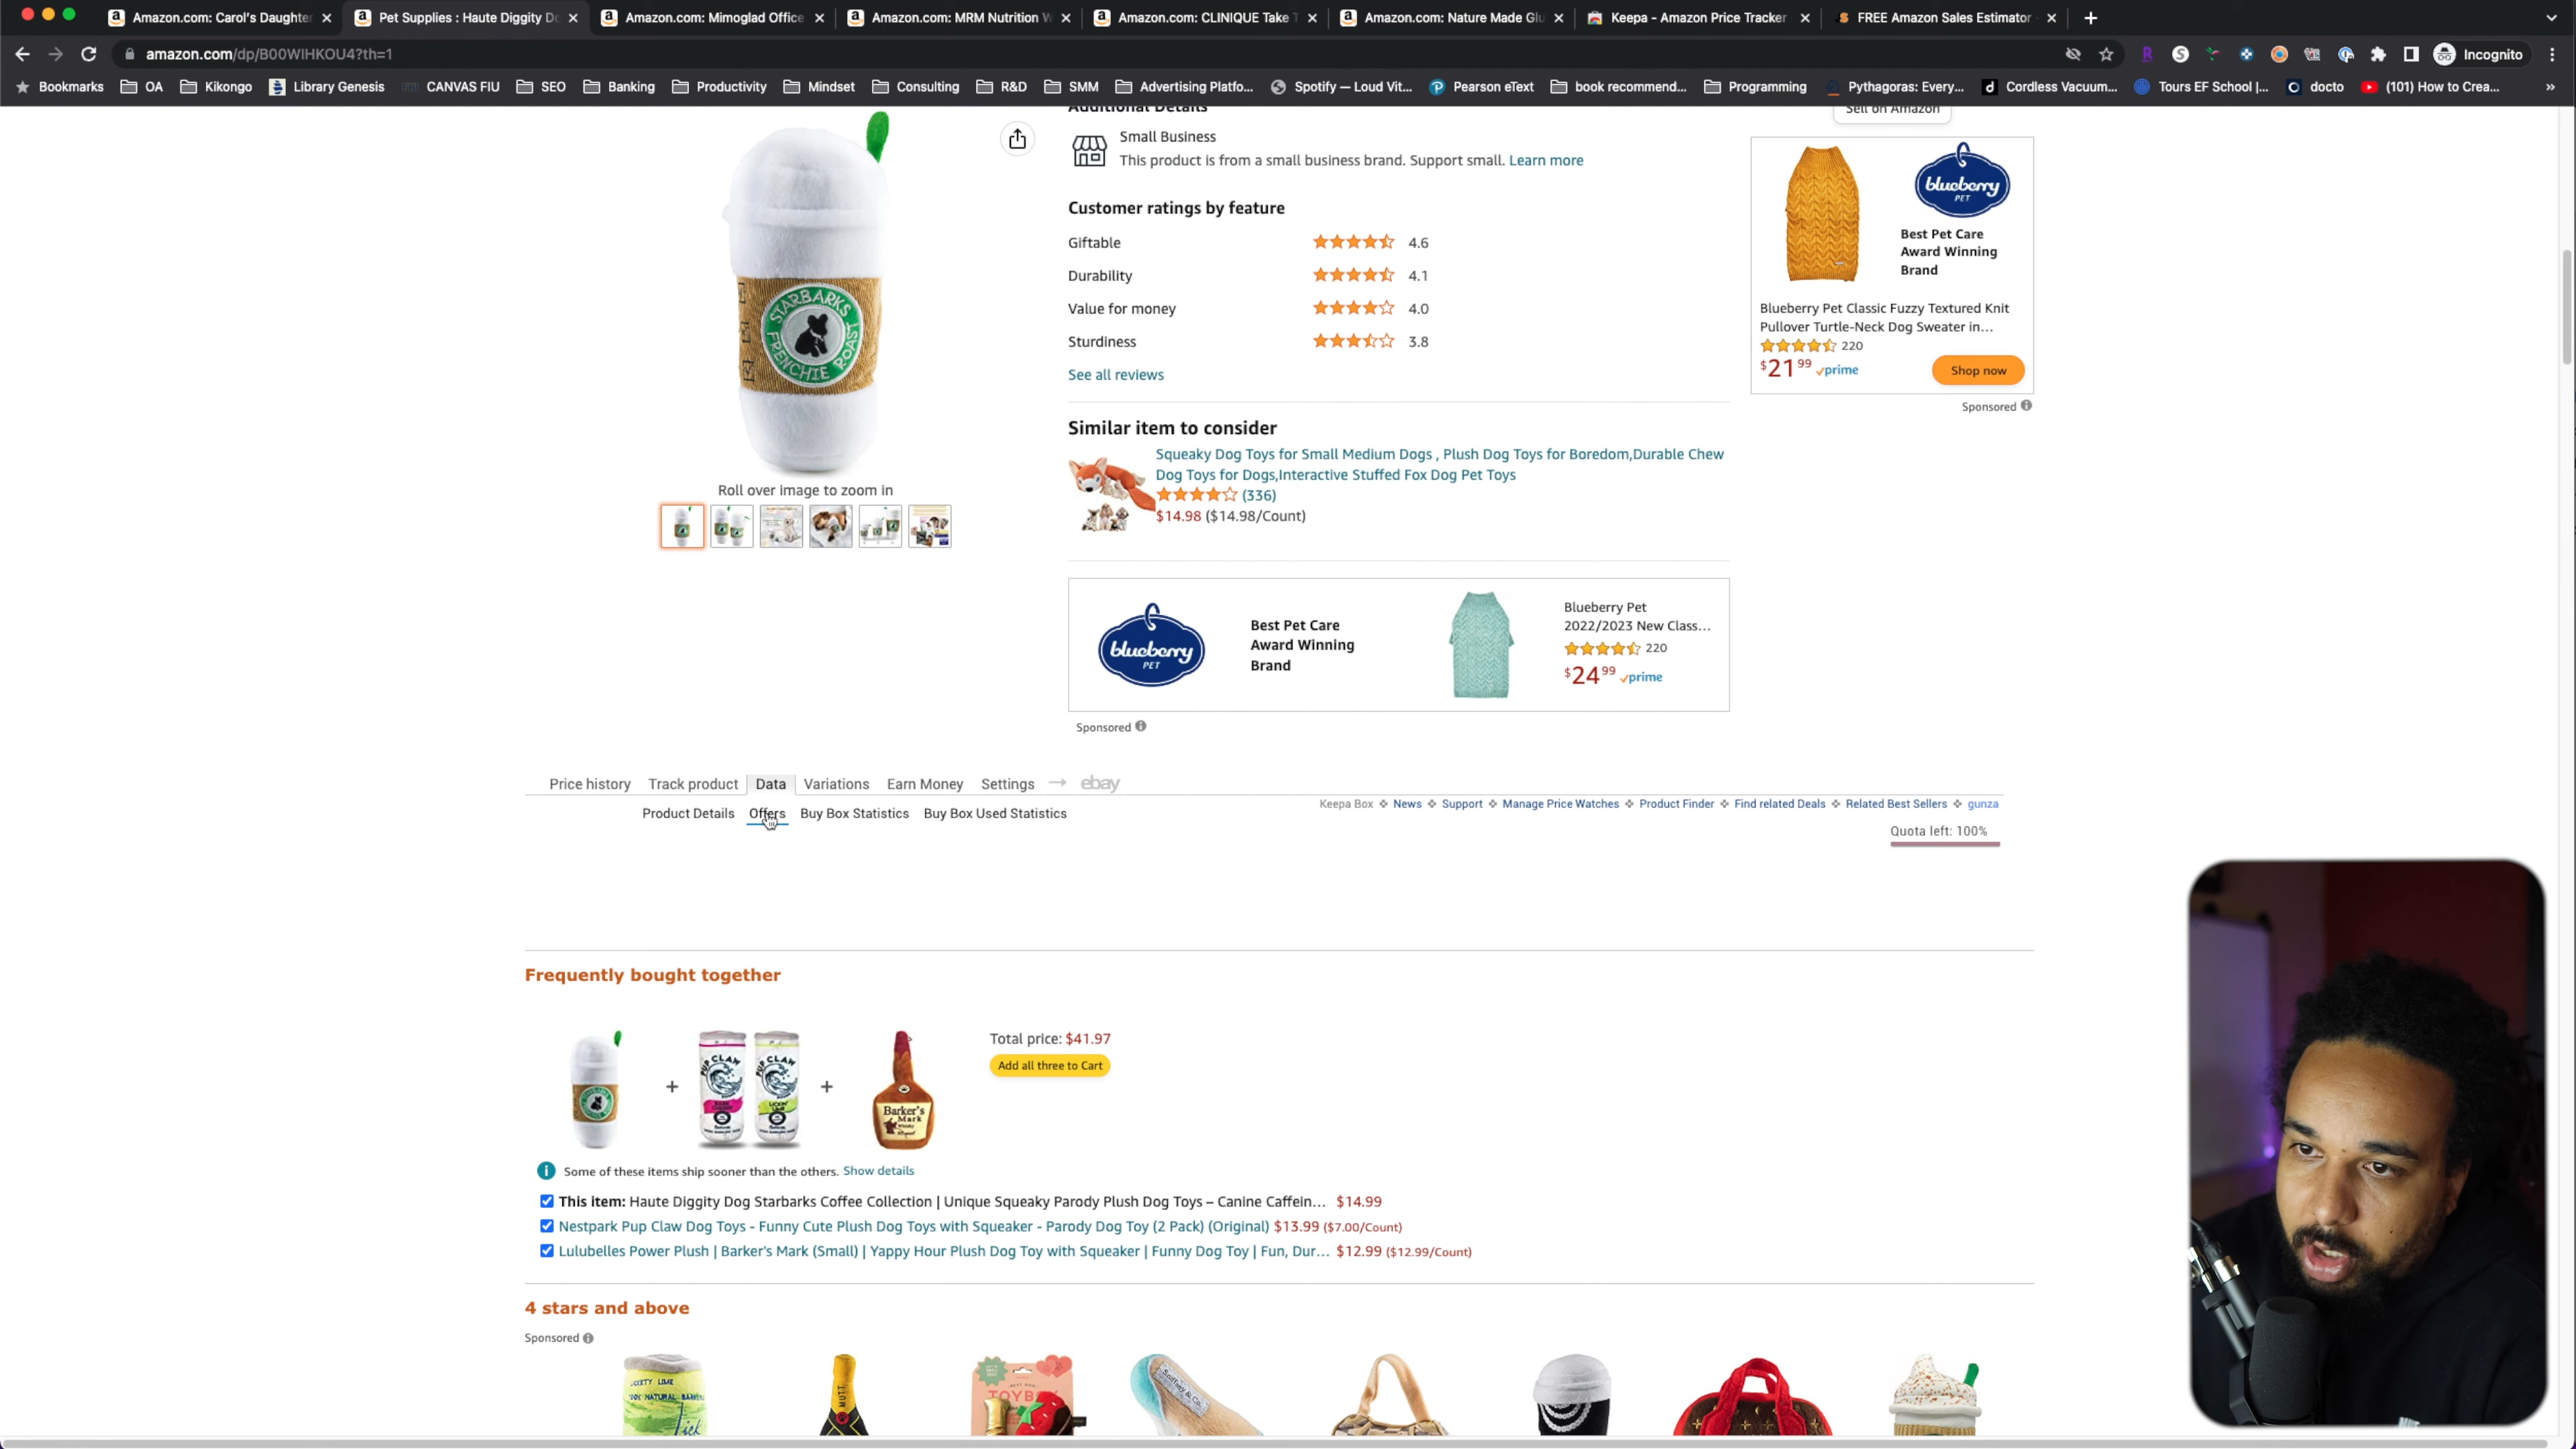 Amazon.com: Carol's Daughte
Pet Supplies : Haute Diggity Do
Amazon.com: Mimoglad Office
Amazon.com: MRM Nutrition W
Amazon.com: CLINIQUE Take T
Amazon.com: Nature Made Glu
Keepa - Amazon Price Tracker
FREE Amazon Sales Estimator
amazon.com/dp/B00WIHKOU4?th=1
Incognito
Bookmarks
OA
Kikongo
Library Genesis
CANVAS FIU
SEO
Banking
Productivity
Mindset
Consulting
R&D
SMM
Advertising Platfo...
Spotify — Loud Vit...
Pearson eText
book recommend...
Programming
Pythagoras: Every...
Cordless Vacuum...
Tours EF School |...
docto
(101) How to Crea...
»
Additional Details
Sell on Amazon
Small Business
This product is from a small business brand. Support small. Learn more
Customer ratings by feature
Giftable 4.6
Durability 4.1
Value for money 4.0
Sturdiness 3.8
See all reviews
STARBARKS
FRENCHIE ROAST
Roll over image to zoom in
blueberry
PET
Best Pet Care
Award Winning
Brand
Blueberry Pet Classic Fuzzy Textured Knit
Pullover Turtle-Neck Dog Sweater in...
220
$21 99 prime
Shop now
Sponsored
Similar item to consider
Squeaky Dog Toys for Small Medium Dogs , Plush Dog Toys for Boredom,Durable Chew
Dog Toys for Dogs,Interactive Stuffed Fox Dog Pet Toys
(336)
$14.98 ($14.98/Count)
blueberry
PET
Best Pet Care
Award Winning
Brand
Blueberry Pet
2022/2023 New Class...
220
$24 99 prime
Sponsored
Price history
Track product
Data
Variations
Earn Money
Settings
ebay
Product Details
Offers
Buy Box Statistics
Buy Box Used Statistics
Keepa Box
News
Support
Manage Price Watches
Product Finder
Find related Deals
Related Best Sellers
gunza
Quota left: 100%
Frequently bought together
PUP CLAW
PUP CLAW
Barker's
Mark
Total price: $41.97
Add all three to Cart
Some of these items ship sooner than the others. Show details
This item: Haute Diggity Dog Starbarks Coffee Collection | Unique Squeaky Parody Plush Dog Toys – Canine Caffein... $14.99
Nestpark Pup Claw Dog Toys - Funny Cute Plush Dog Toys with Squeaker - Parody Dog Toy (2 Pack) (Original) $13.99 ($7.00/Count)
Lulubelles Power Plush | Barker's Mark (Small) | Yappy Hour Plush Dog Toy with Squeaker | Funny Dog Toy | Fun, Dur... $12.99 ($12.99/Count)
4 stars and above
Sponsored